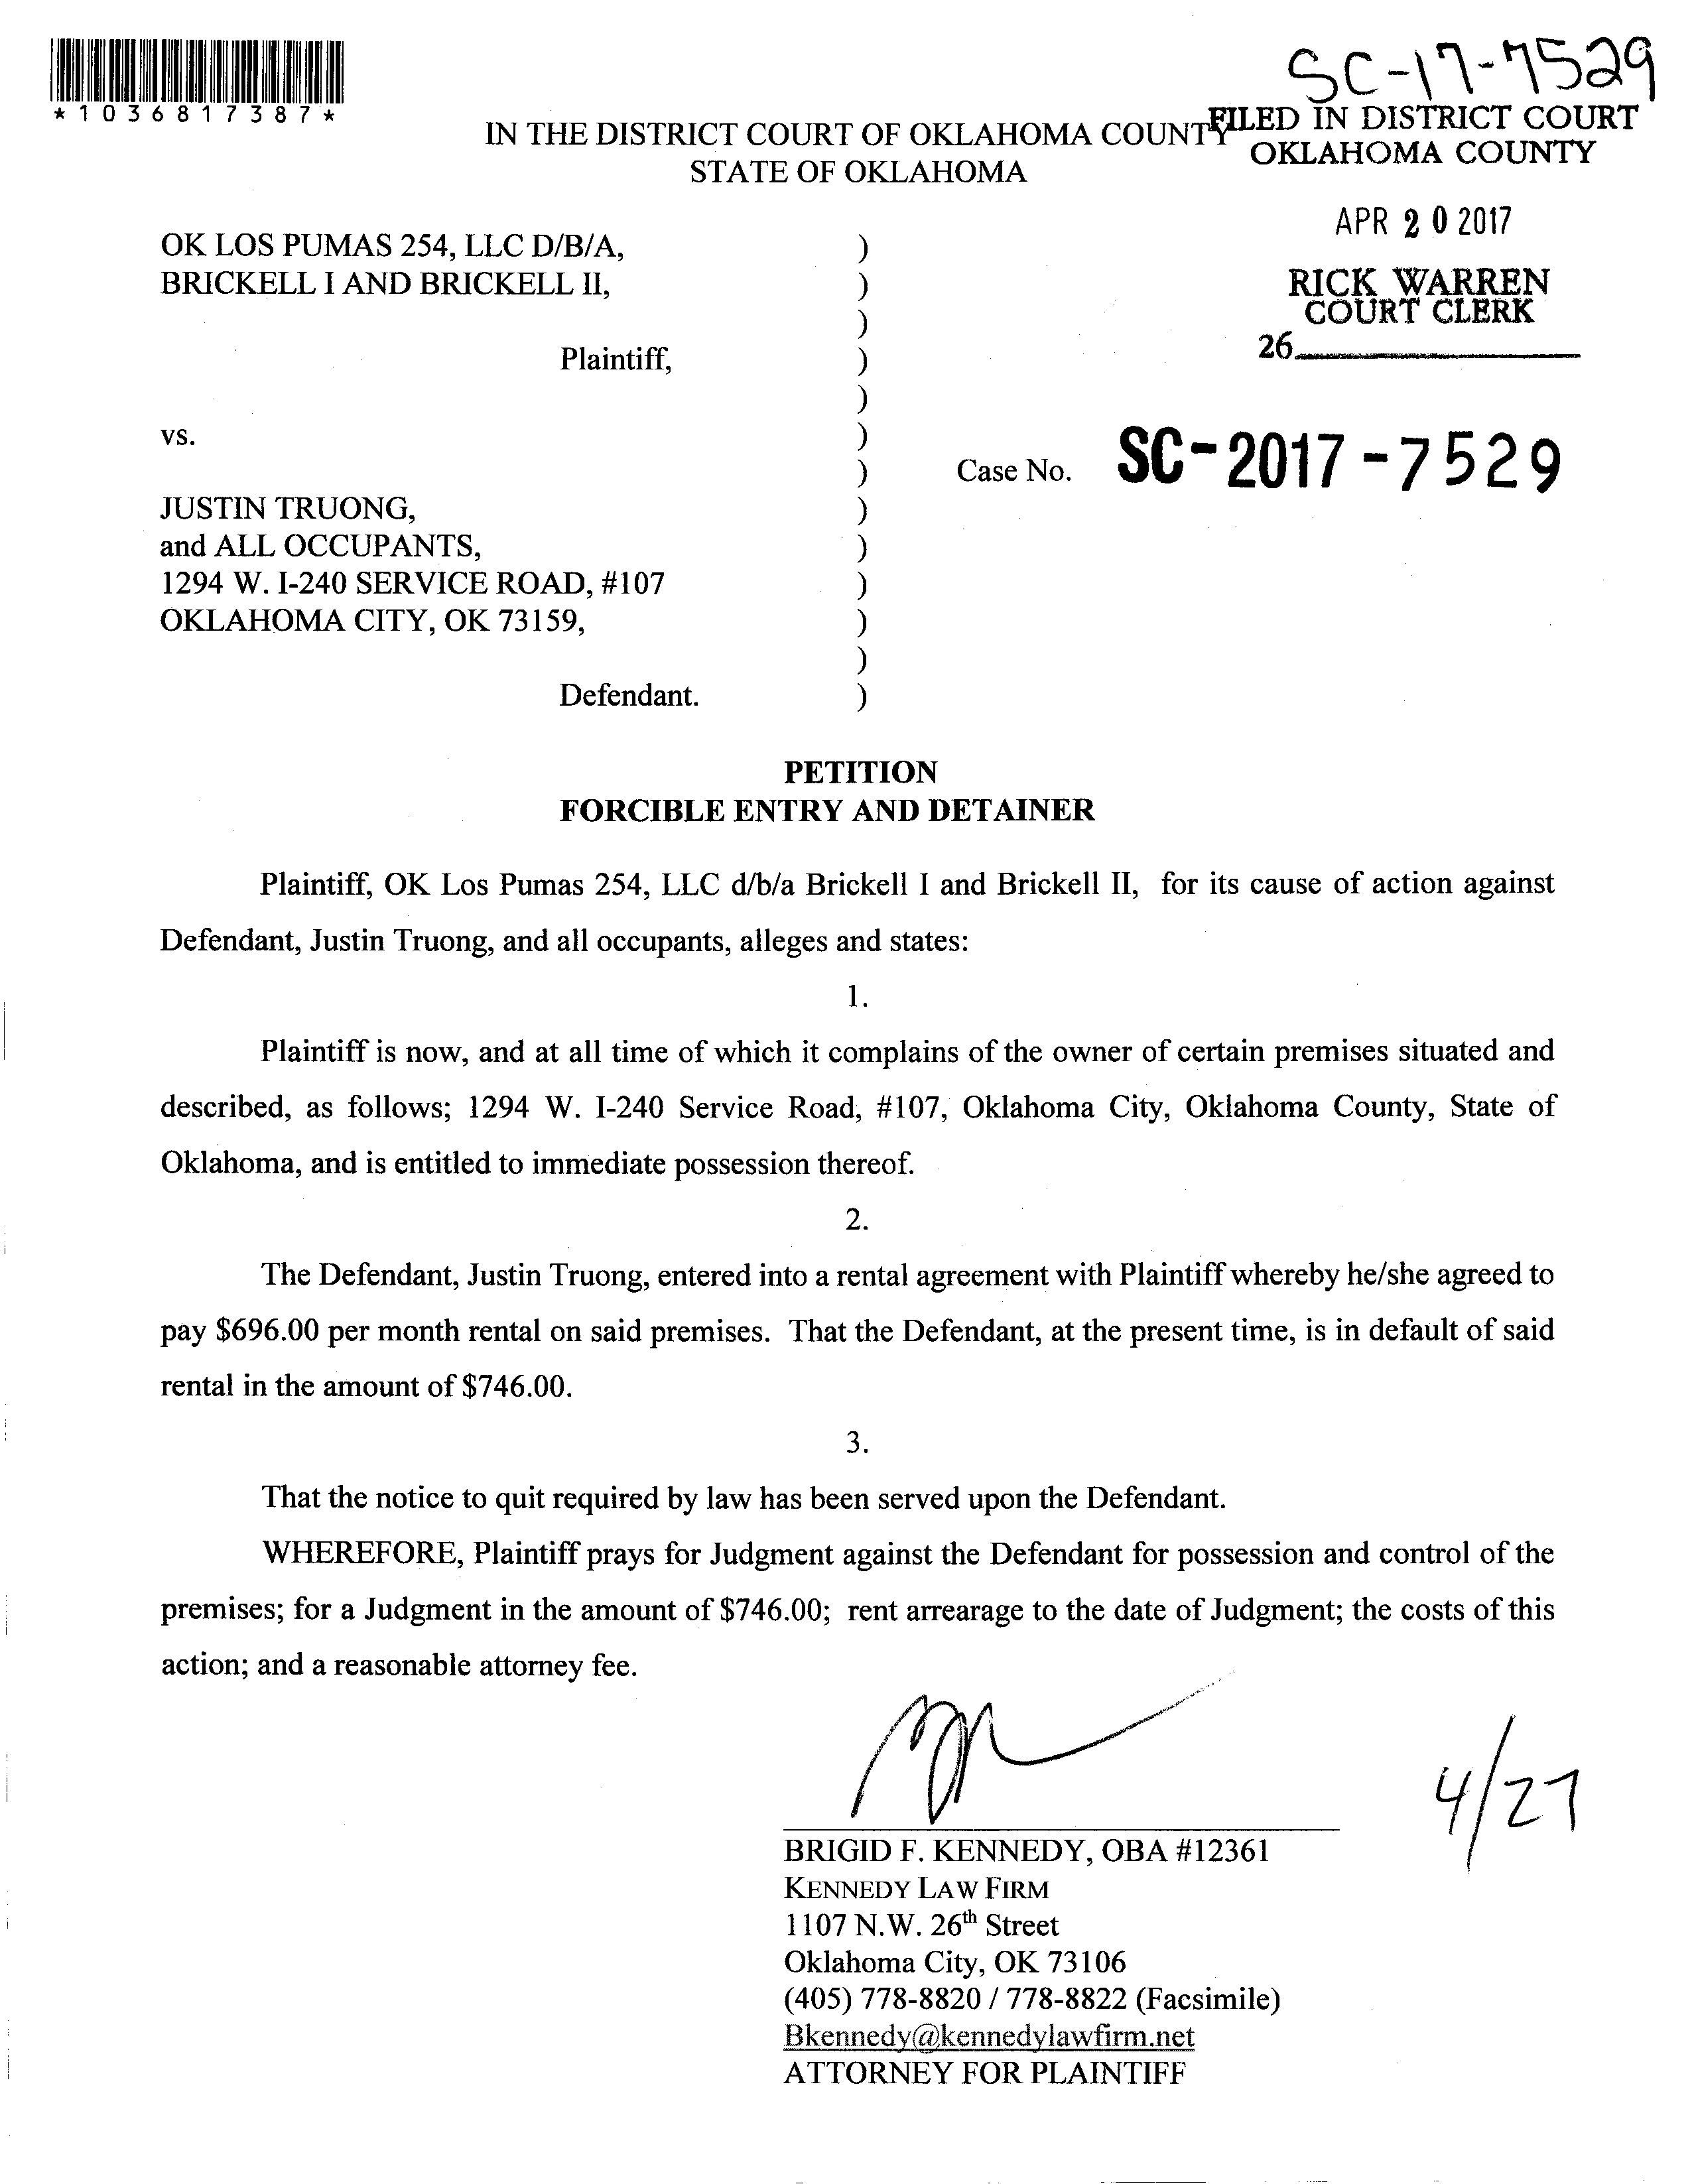 SC-17-7529
*1036817387*
IN THE DISTRICT COURT OF OKLAHOMA COUNTY
STATE OF OKLAHOMA
FILED IN DISTRICT COURT
OKLAHOMA COUNTY
APR 20 2017
RICK WARREN
COURT CLERK
26
OK LOS PUMAS 254, LLC D/B/A, )
BRICKELL I AND BRICKELL II, )
)
Plaintiff, )
)
vs. )
) Case No. SC-2017-7529
JUSTIN TRUONG, )
and ALL OCCUPANTS, )
1294 W. I-240 SERVICE ROAD, #107 )
OKLAHOMA CITY, OK 73159, )
)
Defendant. )
PETITION
FORCIBLE ENTRY AND DETAINER
Plaintiff, OK Los Pumas 254, LLC d/b/a Brickell I and Brickell II, for its cause of action against
Defendant, Justin Truong, and all occupants, alleges and states:
1.
Plaintiff is now, and at all time of which it complains of the owner of certain premises situated and
described, as follows; 1294 W. I-240 Service Road, #107, Oklahoma City, Oklahoma County, State of
Oklahoma, and is entitled to immediate possession thereof.
2.
The Defendant, Justin Truong, entered into a rental agreement with Plaintiff whereby he/she agreed to
pay $696.00 per month rental on said premises. That the Defendant, at the present time, is in default of said
rental in the amount of $746.00.
3.
That the notice to quit required by law has been served upon the Defendant.
WHEREFORE, Plaintiff prays for Judgment against the Defendant for possession and control of the
premises; for a Judgment in the amount of $746.00; rent arrearage to the date of Judgment; the costs of this
action; and a reasonable attorney fee.
4/27
BRIGID F. KENNEDY, OBA #12361
KENNEDY LAW FIRM
1107 N.W. 26th Street
Oklahoma City, OK 73106
(405) 778-8820 / 778-8822 (Facsimile)
Bkennedy@kennedylawfirm.net
ATTORNEY FOR PLAINTIFF